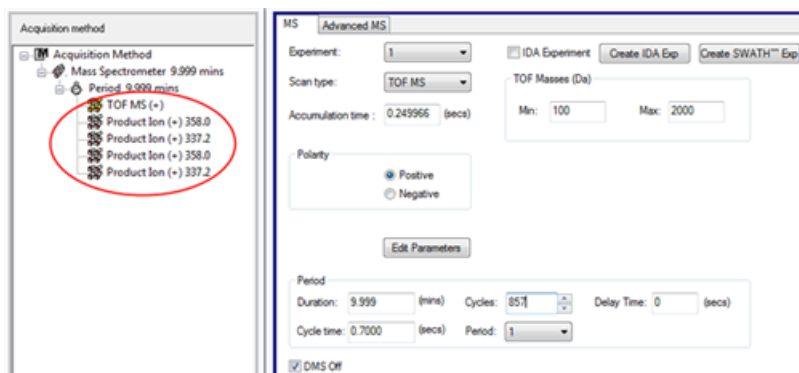 Acquisition method
Acquisition Method
Mass Spectrometer 9.999 mins
Period 9.999 mins
TOF MS (+)
Product Ion (+) 358.0
Product Ion (+) 337.2
Product Ion (+) 358.0
Product Ion (+) 337.2
MS Advanced MS
Experiment: 1 IDA Experiment Create IDA Exp Create SWATH™ Exp
Scan type: TOF MS TOF Masses (Da)
Accumulation time : 0.249966 (secs) Min: 100 Max: 2000
Polarity
Positive
Negative
Edit Parameters
Period
Duration: 9.999 (mins) Cycles: 857 Delay Time: 0 (secs)
Cycle time: 0.7000 (secs) Period: 1
DMS Off